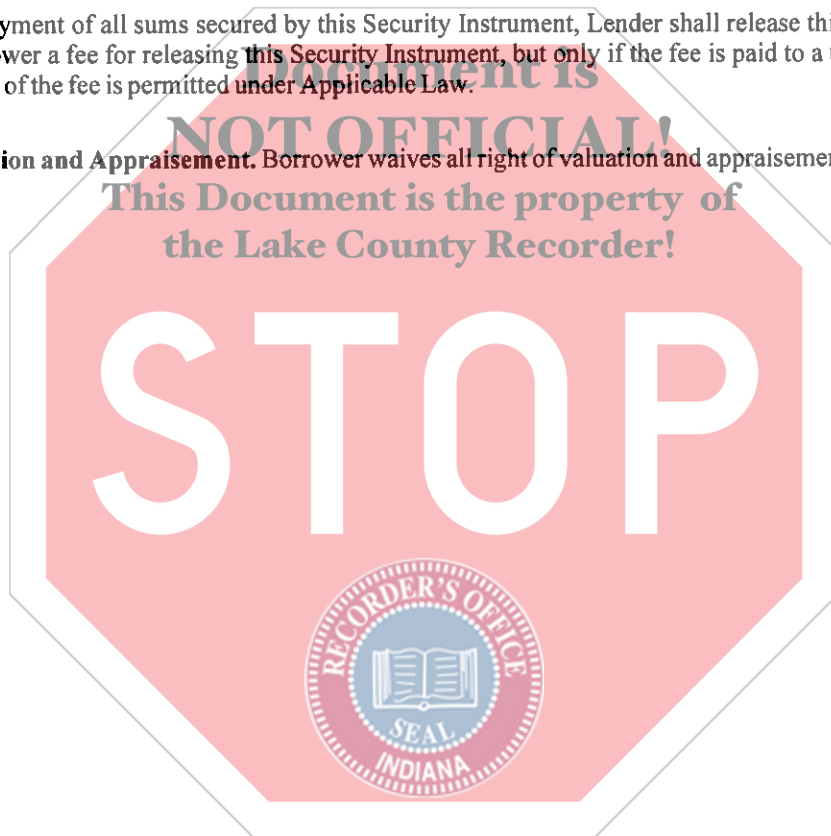 yment of all sums secured by this Security Instrument, Lender shall release thi
wer a fee for releasing this Security Instrument, but only if the fee is paid to a
of the fee is permitted under Applicable Law.
Document is
NOT OFFICIAL!
ion and Appraisement. Borrower waives all right of valuation and appraisemen
This Document is the property of
the Lake County Recorder!
STOP
RECORDER'S OFFICE
SEAL
INDIANA